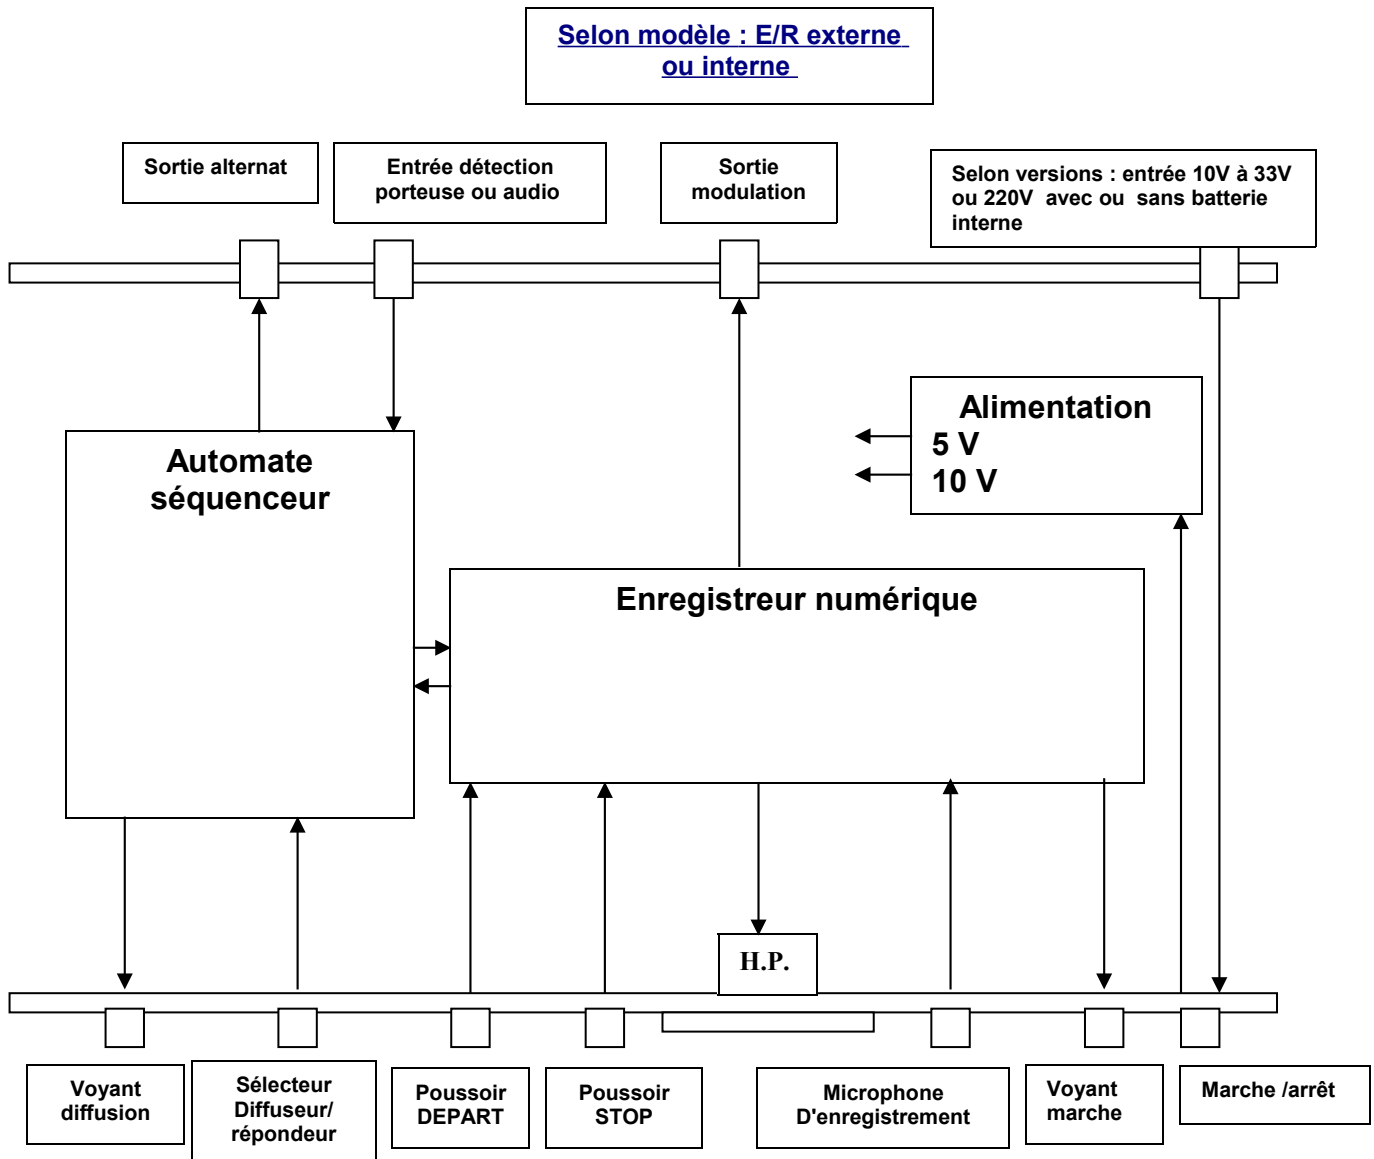 Selon modèle : E/R externe
ou interne
Sortie alternat
Entrée détection
porteuse ou audio
Sortie
modulation
Selon versions : entrée 10V à 33V
ou 220V avec ou sans batterie
interne
Alimentation
5 V
10 V
Automate
séquenceur
Enregistreur numérique
H.P.
Voyant
diffusion
Sélecteur
Diffuseur/
répondeur
Poussoir
DEPART
Poussoir
STOP
Microphone
D'enregistrement
Voyant
marche
Marche /arrêt